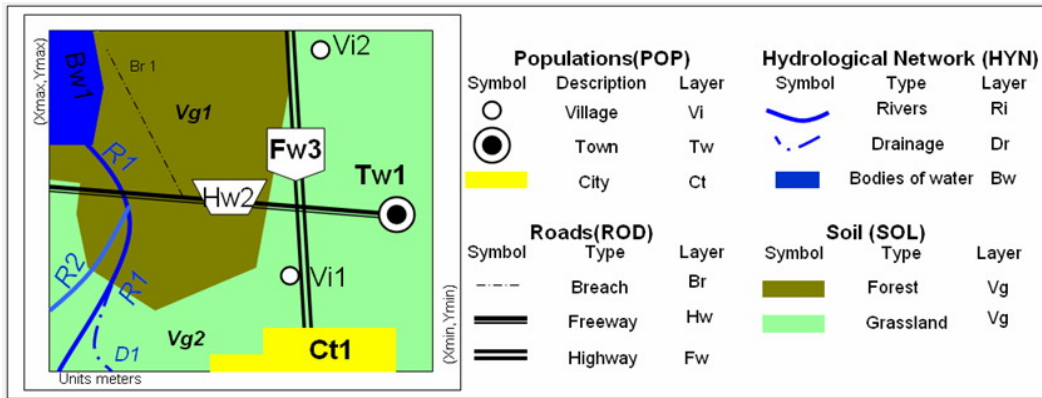 (Xmax,Ymax)
Bw1
Br 1
Vi2
Vg1
R1
Fw3
Hw2
Tw1
R2
R1
Vi1
Vg2
D1
Ct1
(Xmin,Ymin)
Units meters
Populations(POP)
Symbol Description Layer
Village Vi
Town Tw
City Ct
Hydrological Network (HYN)
Symbol Type Layer
Rivers Ri
Drainage Dr
Bodies of water Bw
Roads(ROD)
Symbol Type Layer
Breach Br
Freeway Hw
Highway Fw
Soil (SOL)
Symbol Type Layer
Forest Vg
Grassland Vg